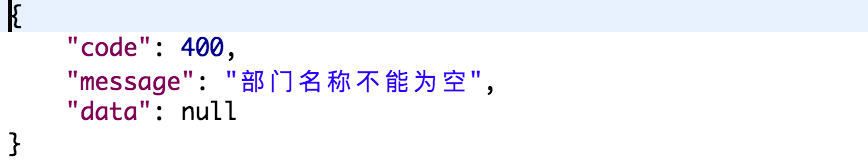 {
    "code": 400,
    "message": "部门名称不能为空",
    "data": null
}